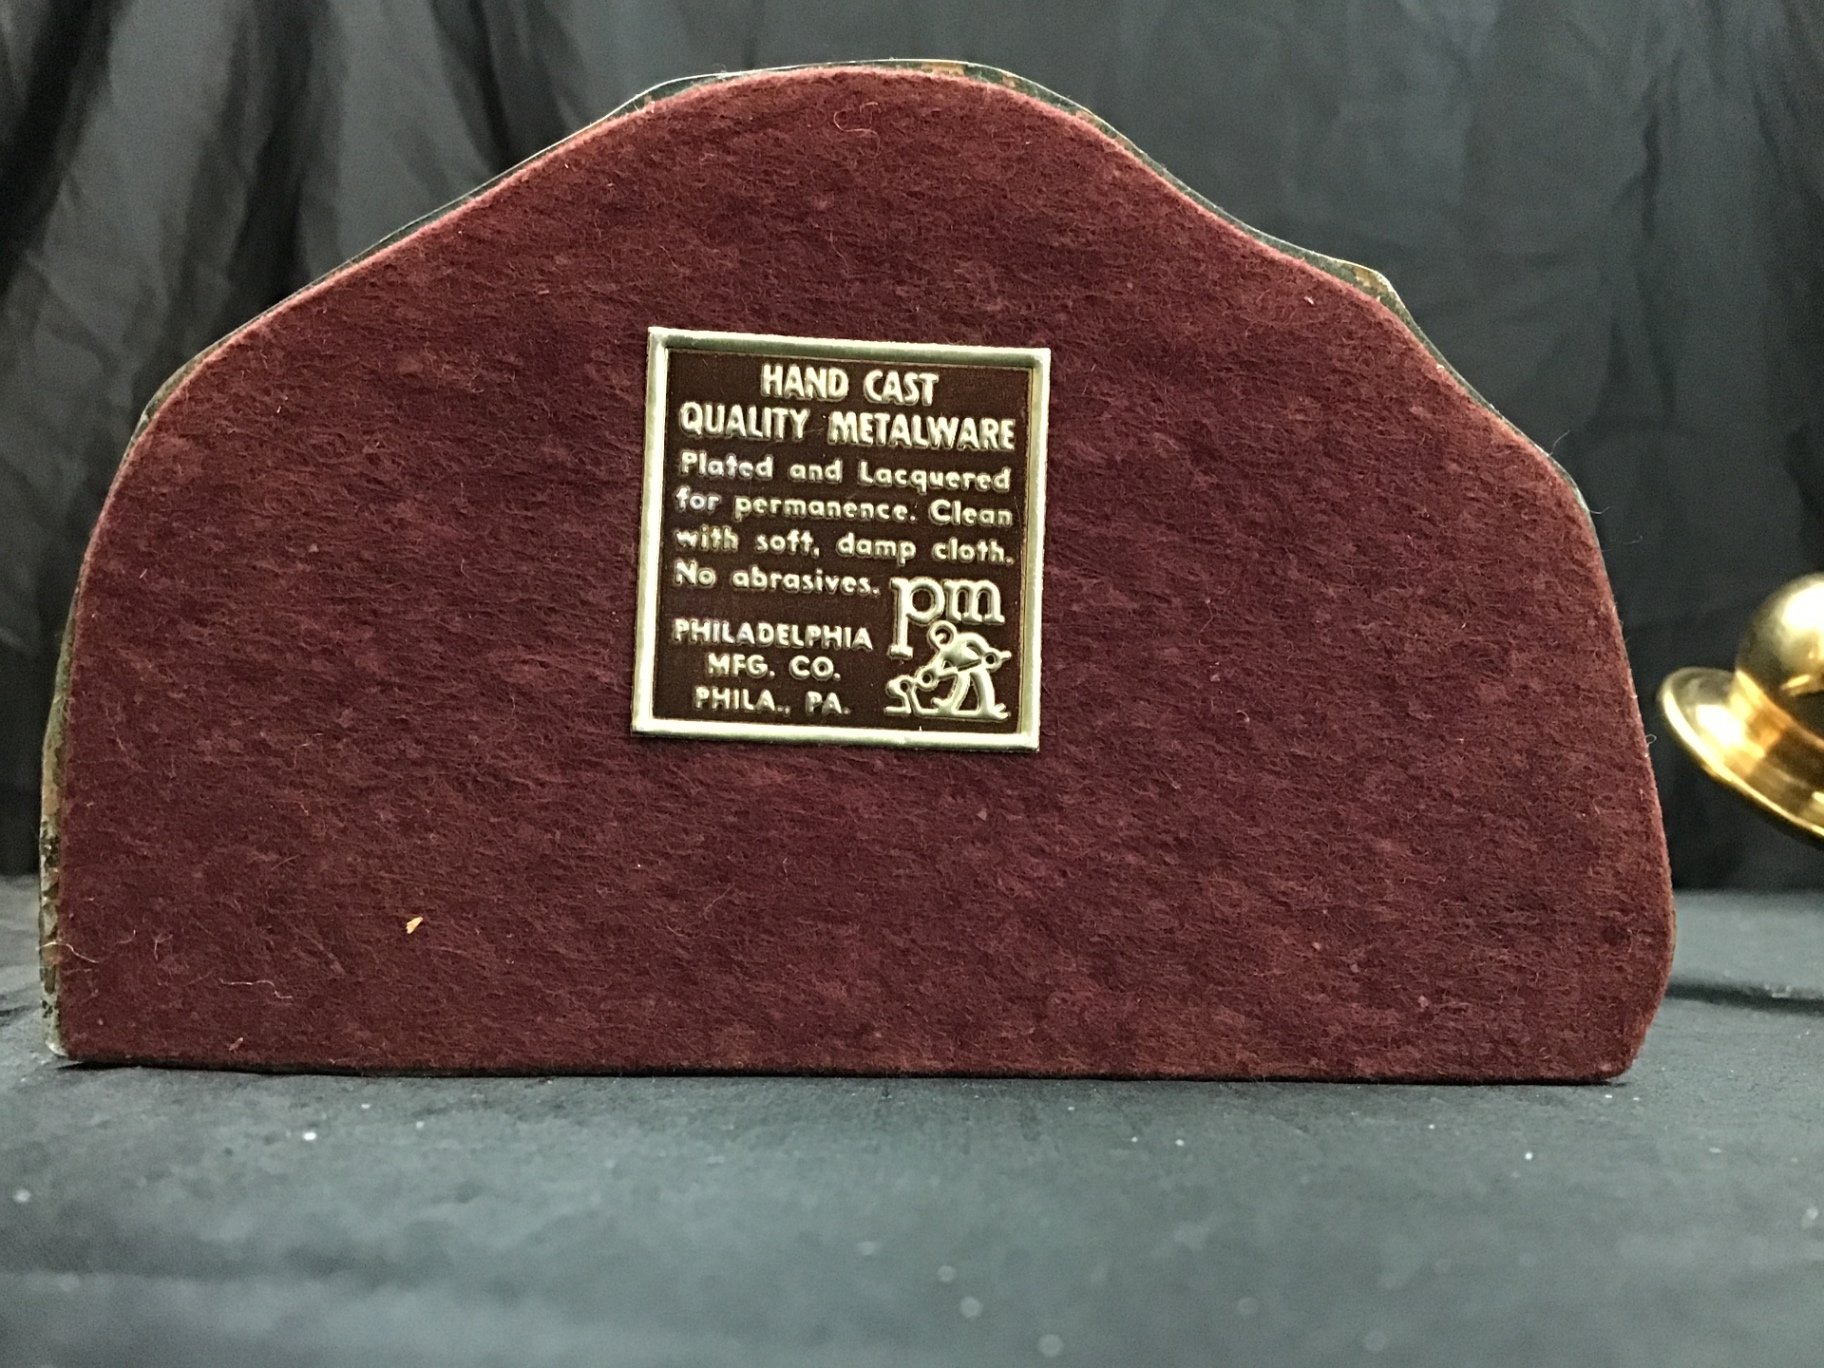 HAND CAST
QUALITY METALWARE
Plated and Lacquered
for permanence. Clean
with soft, damp cloth.
No abrasives.
pm
PHILADELPHIA
MFG. CO.
PHILA., PA.